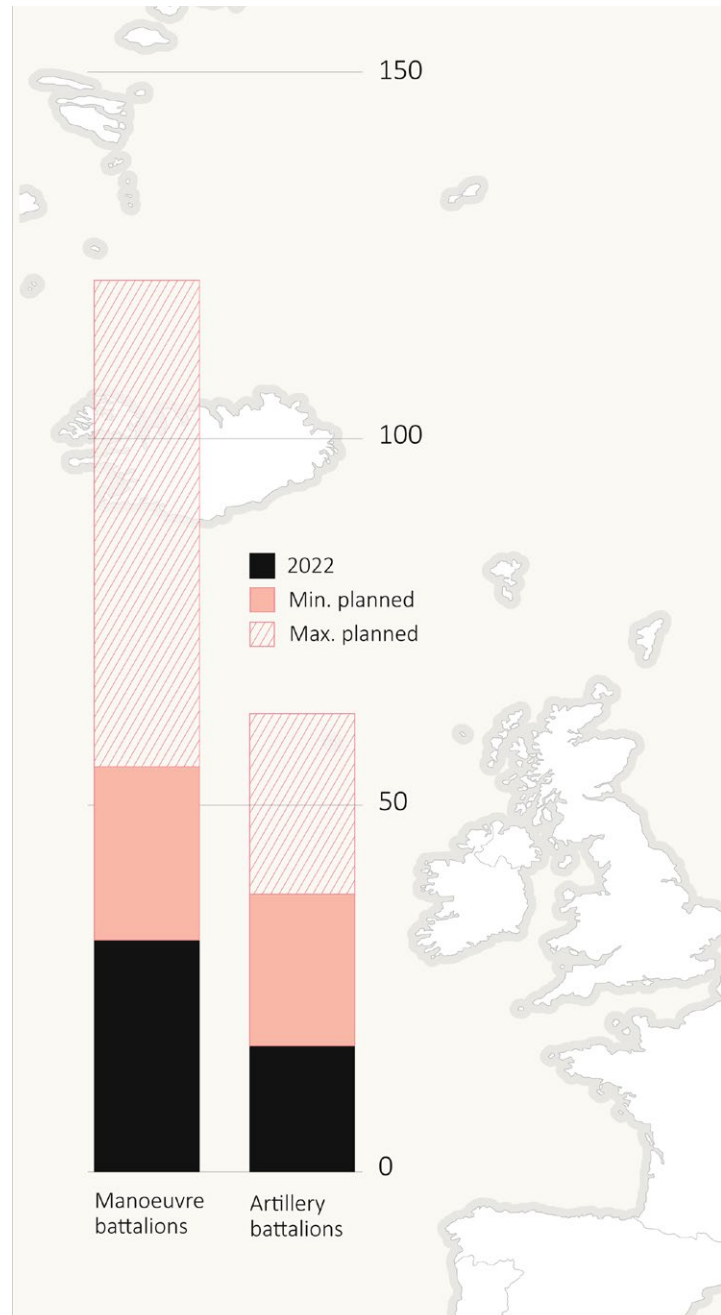 150
100
2022
Min. planned
Max. planned
50
0
Manoeuvre
battalions
Artillery
battalions